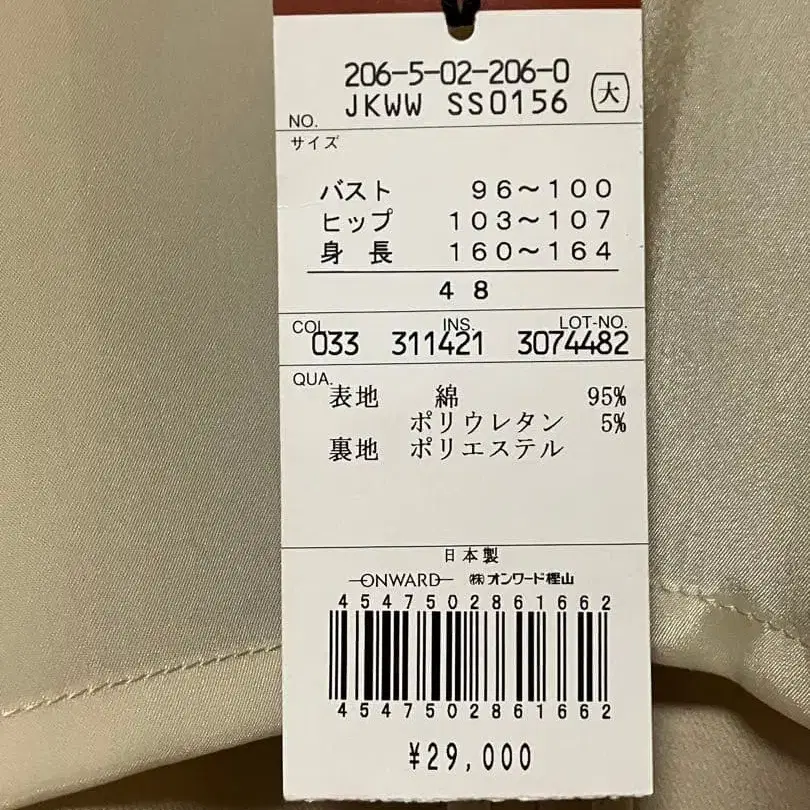 206-5-02-206-0
NO. JKWW SS0156 大
サイズ
バスト 96～100
ヒップ 103～107
身長 160～164
48
COL. INS. LOT-NO.
033 311421 3074482
QUA.
表地 綿 95%
ポリウレタン 5%
裏地 ポリエステル
日本製
ONWARD ㈱オンワード樫山
4547502861662
4547502861662
¥29,000